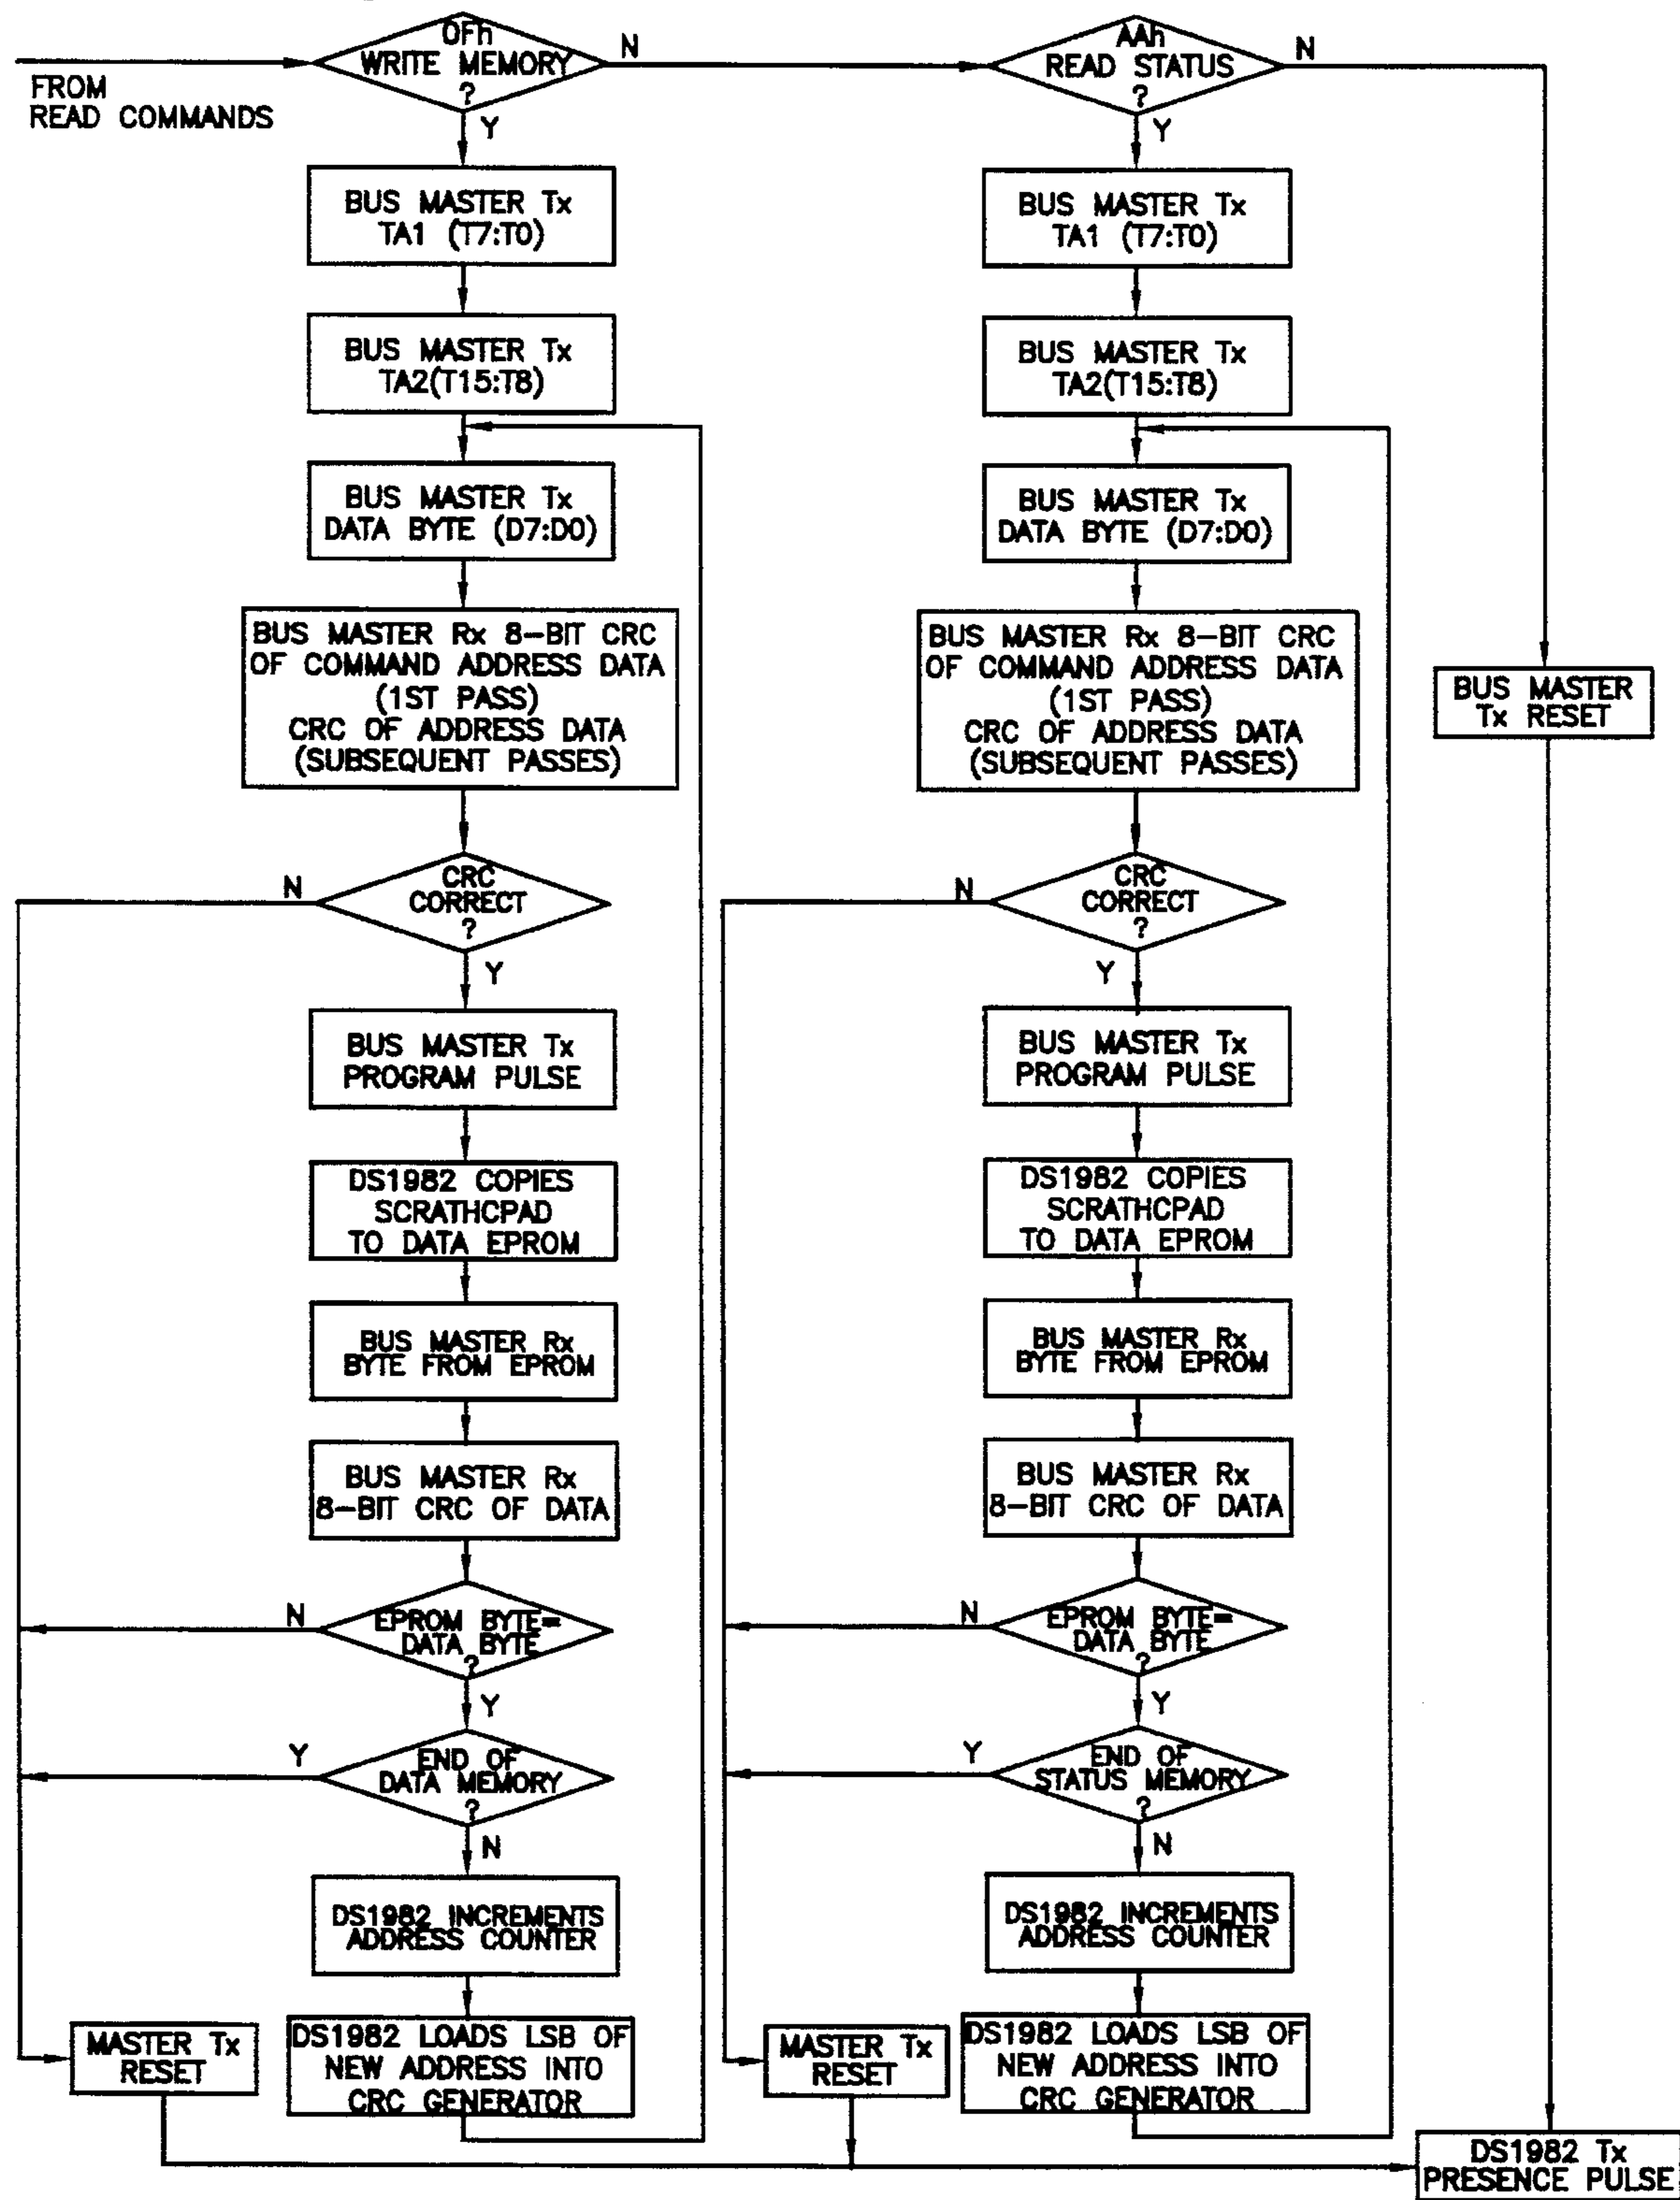 0Fh
WRITE MEMORY
?
N
AAh
READ STATUS
?
N
FROM
READ COMMANDS
Y
Y
BUS MASTER Tx
TA1 (T7:T0)
BUS MASTER Tx
TA1 (T7:T0)
BUS MASTER Tx
TA2(T15:T8)
BUS MASTER Tx
TA2(T15:T8)
BUS MASTER Tx
DATA BYTE (D7:D0)
BUS MASTER Tx
DATA BYTE (D7:D0)
BUS MASTER Rx 8-BIT CRC
OF COMMAND ADDRESS DATA
(1ST PASS)
CRC OF ADDRESS DATA
(SUBSEQUENT PASSES)
BUS MASTER Rx 8-BIT CRC
OF COMMAND ADDRESS DATA
(1ST PASS)
CRC OF ADDRESS DATA
(SUBSEQUENT PASSES)
BUS MASTER
Tx RESET
N
CRC
CORRECT
?
Y
N
CRC
CORRECT
?
Y
BUS MASTER Tx
PROGRAM PULSE
BUS MASTER Tx
PROGRAM PULSE
DS1982 COPIES
SCRATHCPAD
TO DATA EPROM
DS1982 COPIES
SCRATHCPAD
TO DATA EPROM
BUS MASTER Rx
BYTE FROM EPROM
BUS MASTER Rx
BYTE FROM EPROM
BUS MASTER Rx
8-BIT CRC OF DATA
BUS MASTER Rx
8-BIT CRC OF DATA
N
EPROM BYTE=
DATA BYTE
?
Y
N
EPROM BYTE=
DATA BYTE
?
Y
Y
END OF
DATA MEMORY
?
N
Y
END OF
STATUS MEMORY
?
N
DS1982 INCREMENTS
ADDRESS COUNTER
DS1982 INCREMENTS
ADDRESS COUNTER
MASTER Tx
RESET
DS1982 LOADS LSB OF
NEW ADDRESS INTO
CRC GENERATOR
MASTER Tx
RESET
DS1982 LOADS LSB OF
NEW ADDRESS INTO
CRC GENERATOR
DS1982 Tx
PRESENCE PULSE